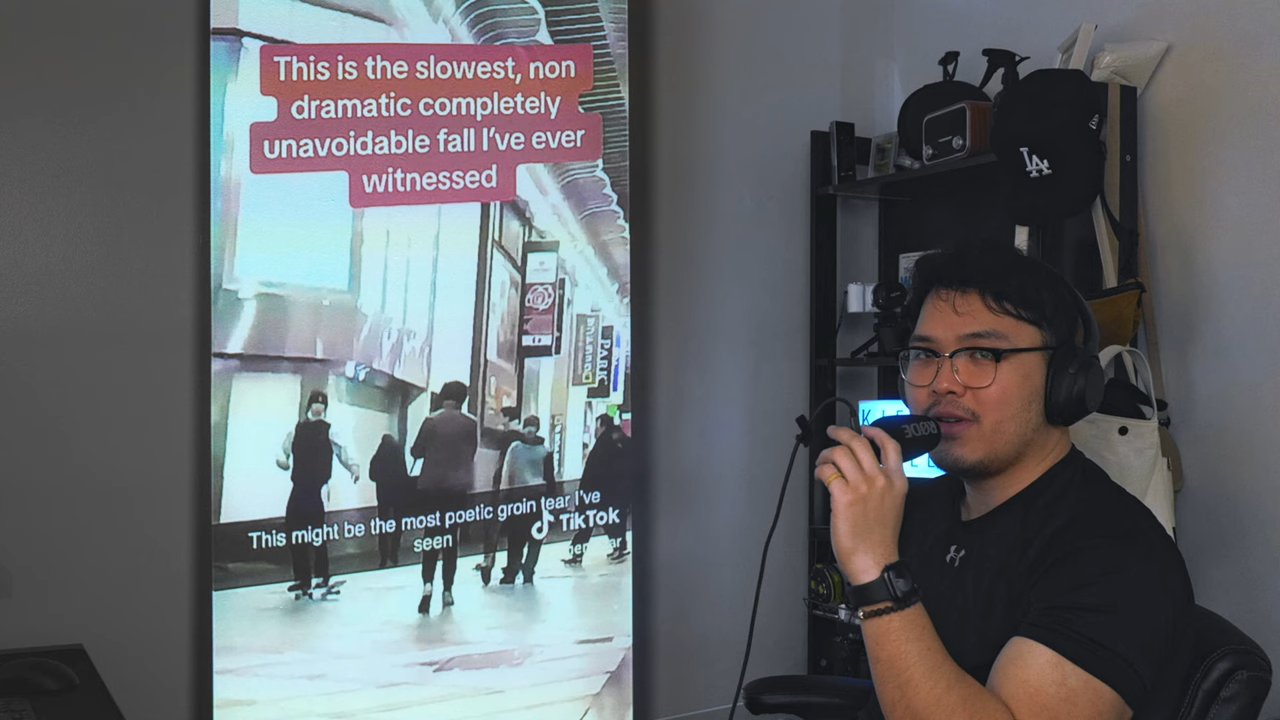 This is the slowest, non
dramatic completely
unavoidable fall I've ever
witnessed
PARIC
This might be the most poetic groin tear I've
seen
TikTok
LA
RØDE